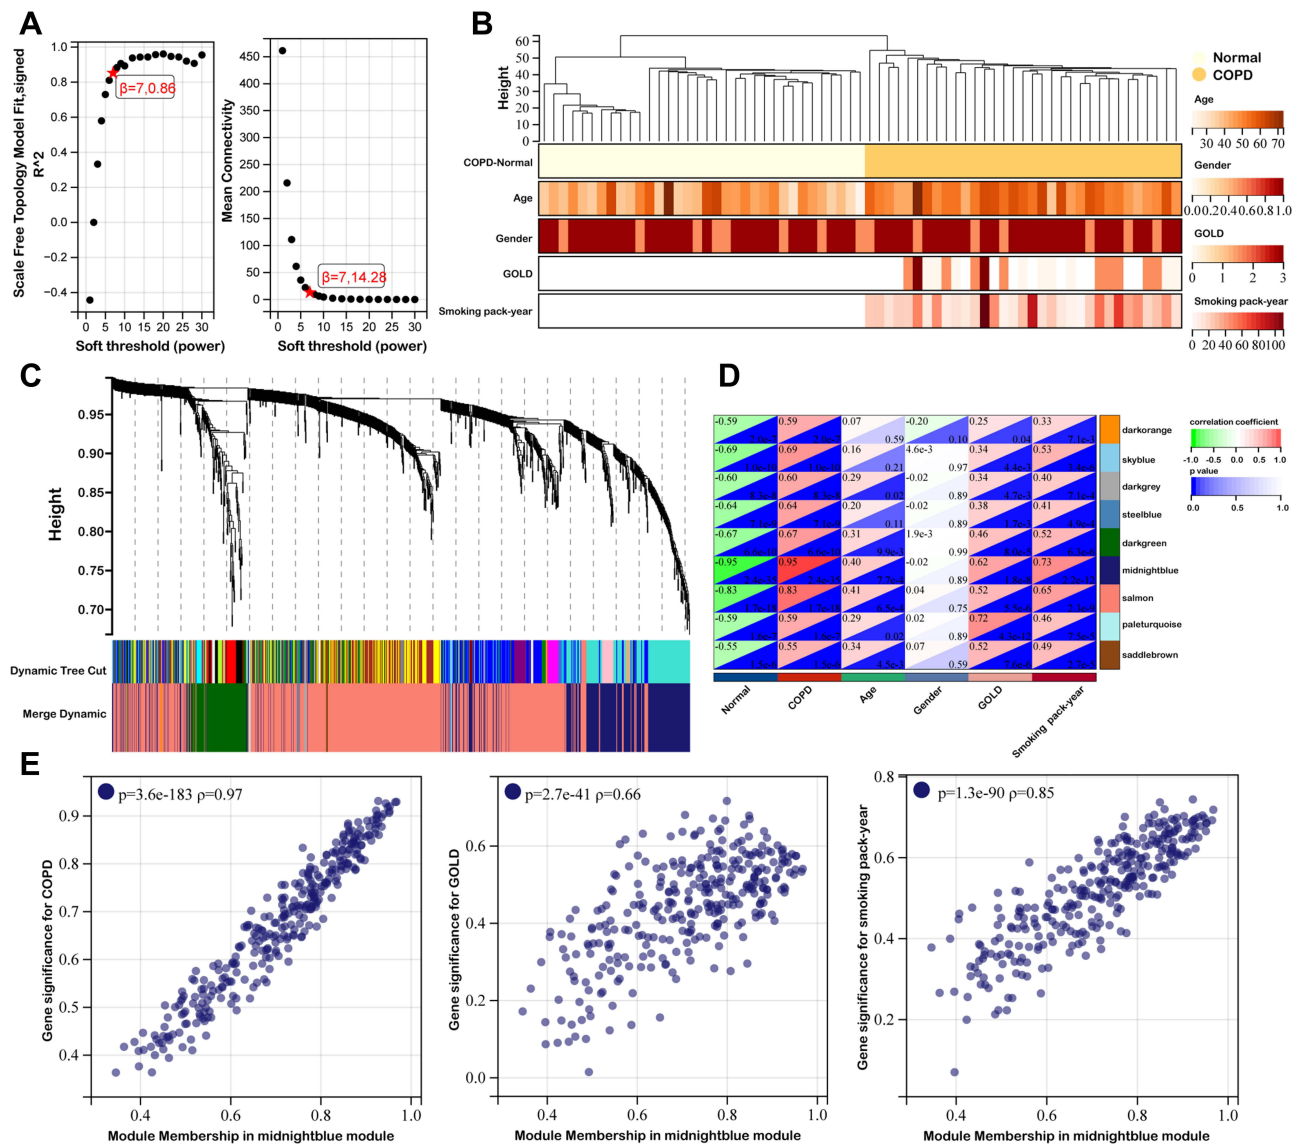 A
Scale Free Topology Model Fit,signed
R^2
1.0
0.8
0.6
0.4
0.2
0.0
−0.2
−0.4
β=7,0.86
0 5 10 15 20 25 30
Soft threshold (power)
Mean Connectivity
450
400
350
300
250
200
150
100
50
0
β=7,14.28
0 5 10 15 20 25 30
Soft threshold (power)
B
Height
60
50
40
30
20
10
0
COPD-Normal
Age
Gender
GOLD
Smoking pack-year
Normal
COPD
Age
30 40 50 60 70
Gender
0.00.20.40.60.81.0
GOLD
0 1 2 3
Smoking pack-year
0 20 40 60 80100
C
Height
0.95
0.90
0.85
0.80
0.75
0.70
Dynamic Tree Cut
Merge Dynamic
D
-0.59 0.59 0.07 -0.20 0.25 0.33
0.59 0.10 0.04 7.1e-3
darkorange
-0.69 0.69 0.16 4.6e-3 0.34 0.53
0.21 0.97
skyblue
-0.60 0.60 0.29 -0.02 0.34 0.40
0.02 0.89
darkgrey
-0.64 0.64 0.20 -0.02 0.38 0.41
0.11 0.89
steelblue
-0.67 0.67 0.31 1.9e-3 0.46 0.52
9.9e-3 0.99
darkgreen
-0.95 0.95 0.40 -0.02 0.62 0.73
0.89
midnightblue
-0.83 0.83 0.41 0.04 0.52 0.65
0.75
salmon
-0.59 0.59 0.29 0.02 0.72 0.46
0.02 0.89
paleturquoise
-0.55 0.55 0.34 0.07 0.52 0.49
4.5e-3 0.59
saddlebrown
Normal
COPD
Age
Gender
GOLD
Smoking pack-year
correlation coefficient
-1.0 -0.5 0.0 0.5 1.0
p value
0.0 0.5 1.0
E
Gene significance for COPD
0.9
0.8
0.7
0.6
0.5
0.4
p=3.6e-183 ρ=0.97
0.4 0.6 0.8 1.0
Module Membership in midnightblue module
Gene significance for GOLD
0.6
0.4
0.2
0.0
p=2.7e-41 ρ=0.66
0.4 0.6 0.8 1.0
Module Membership in midnightblue module
Gene significance for smoking pack-year
0.8
0.6
0.4
0.2
p=1.3e-90 ρ=0.85
0.4 0.6 0.8 1.0
Module Membership in midnightblue module